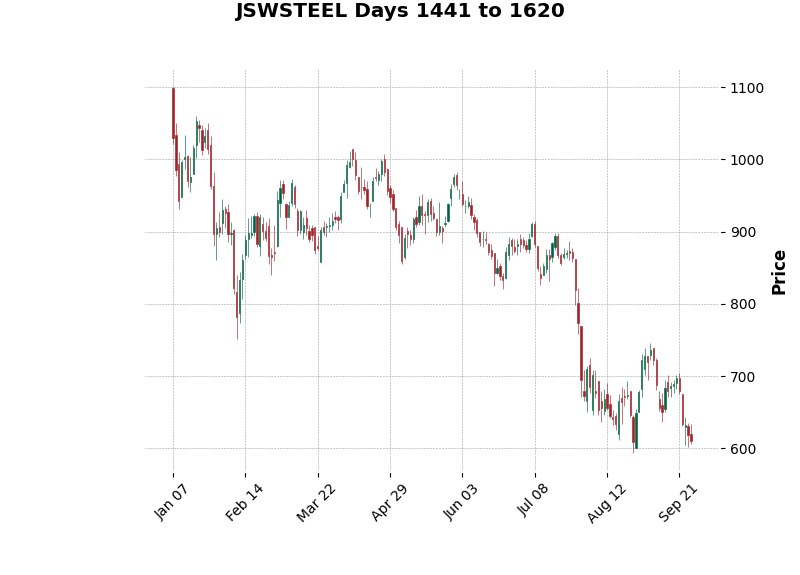 JSWSTEEL Days 1441 to 1620
1100
1000
900
800
700
600
Price
Jan 07
Feb 14
Mar 22
Apr 29
Jun 03
Jul 08
Aug 12
Sep 21